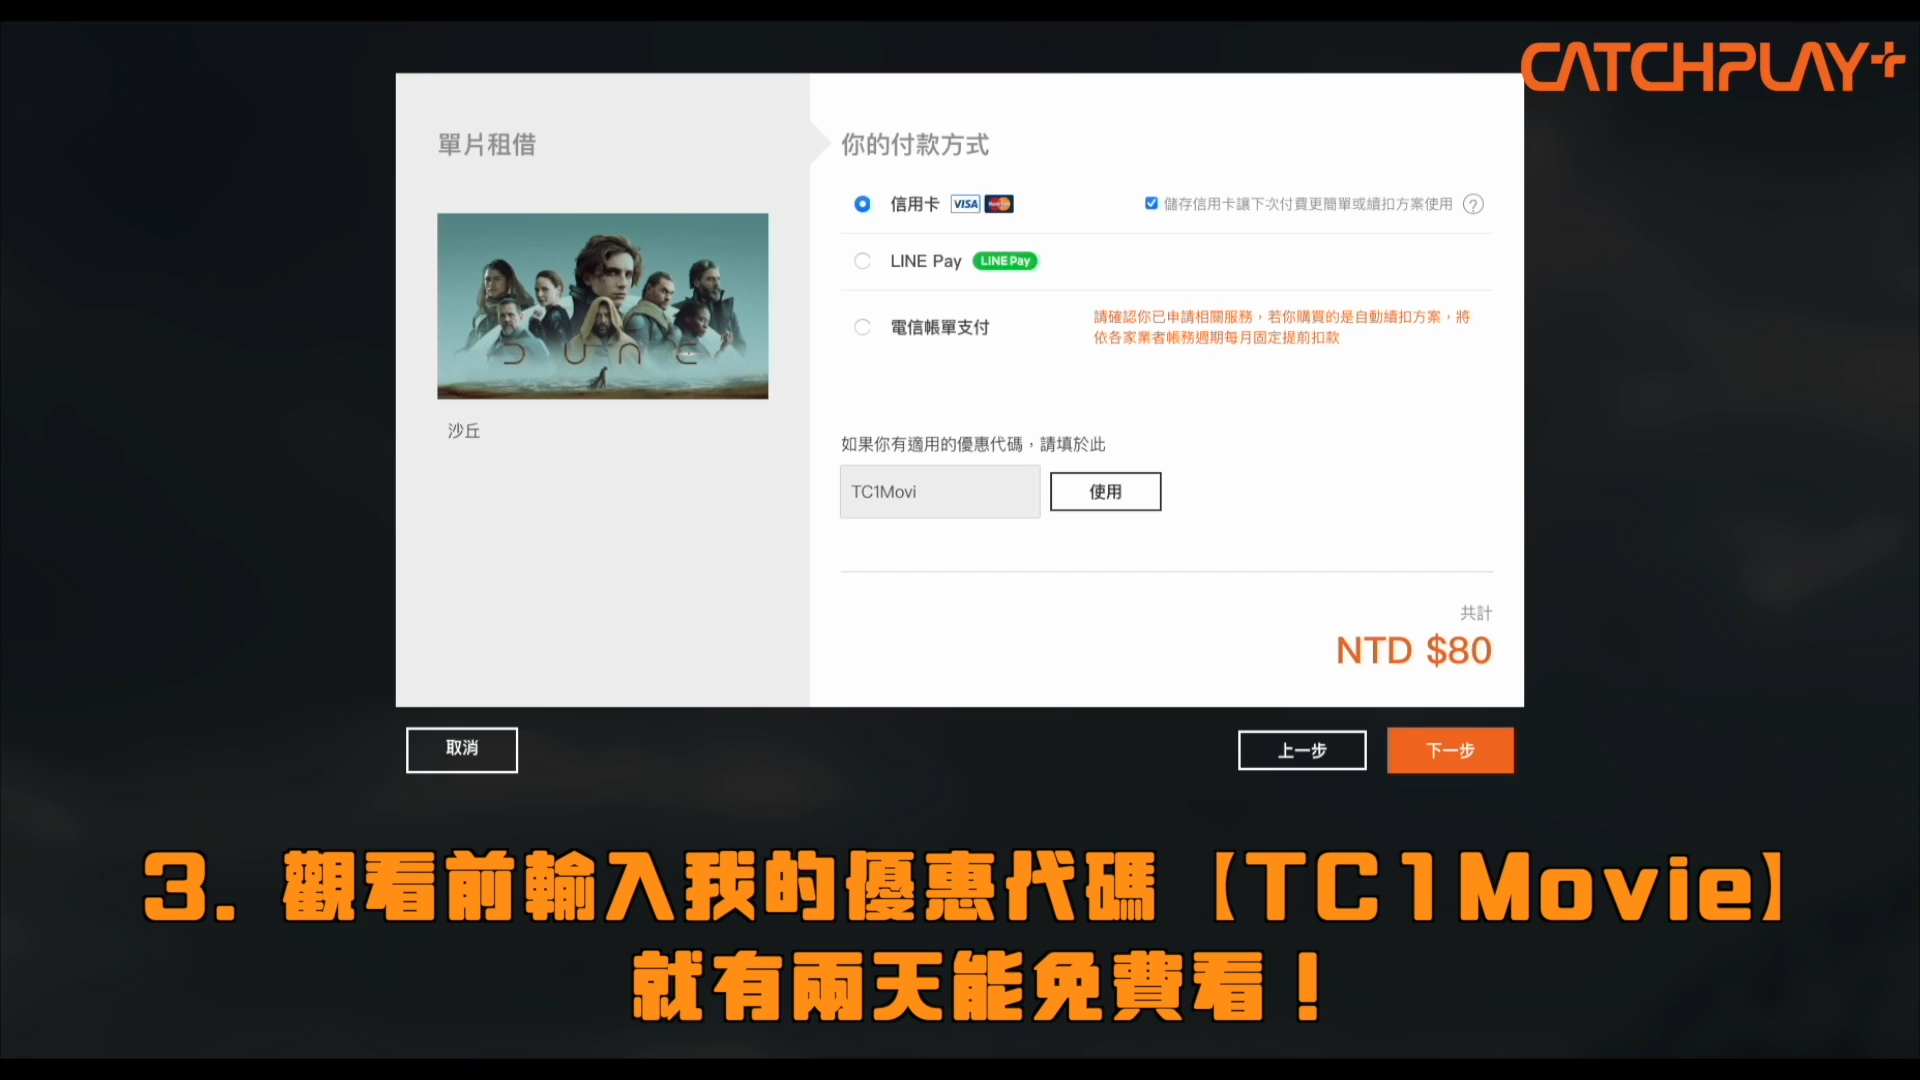 CATCHPLAY+
單片租借
DUNE
沙丘
你的付款方式
信用卡 VISA MasterCard 儲存信用卡讓下次付費更簡單或續扣方案使用 ?
LINE Pay LINE Pay
電信帳單支付
請確認你已申請相關服務，若你購買的是自動續扣方案，將
依各家業者帳務週期每月固定提前扣款
如果你有適用的優惠代碼，請填於此
TC1Movi 使用
共計
NTD $80
取消 上一步 下一步
3. 觀看前輸入我的優惠代碼【TC1Movie】
就有兩天能免費看！